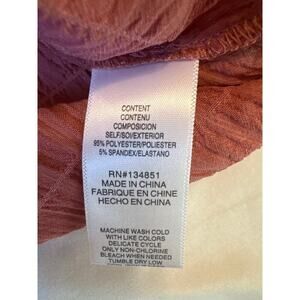 CONTENT
CONTENU
COMPOSICION
SELF/SOI/EXTERIOR
95% POLYESTER/POLIESTER
5% SPANDEX/ELASTANO
RN#134851
MADE IN CHINA
FABRIQUE EN CHINE
HECHO EN CHINA
MACHINE WASH COLD
WITH LIKE COLORS
DELICATE CYCLE
ONLY NON-CHLORINE
BLEACH WHEN NEEDED
TUMBLE DRY LOW